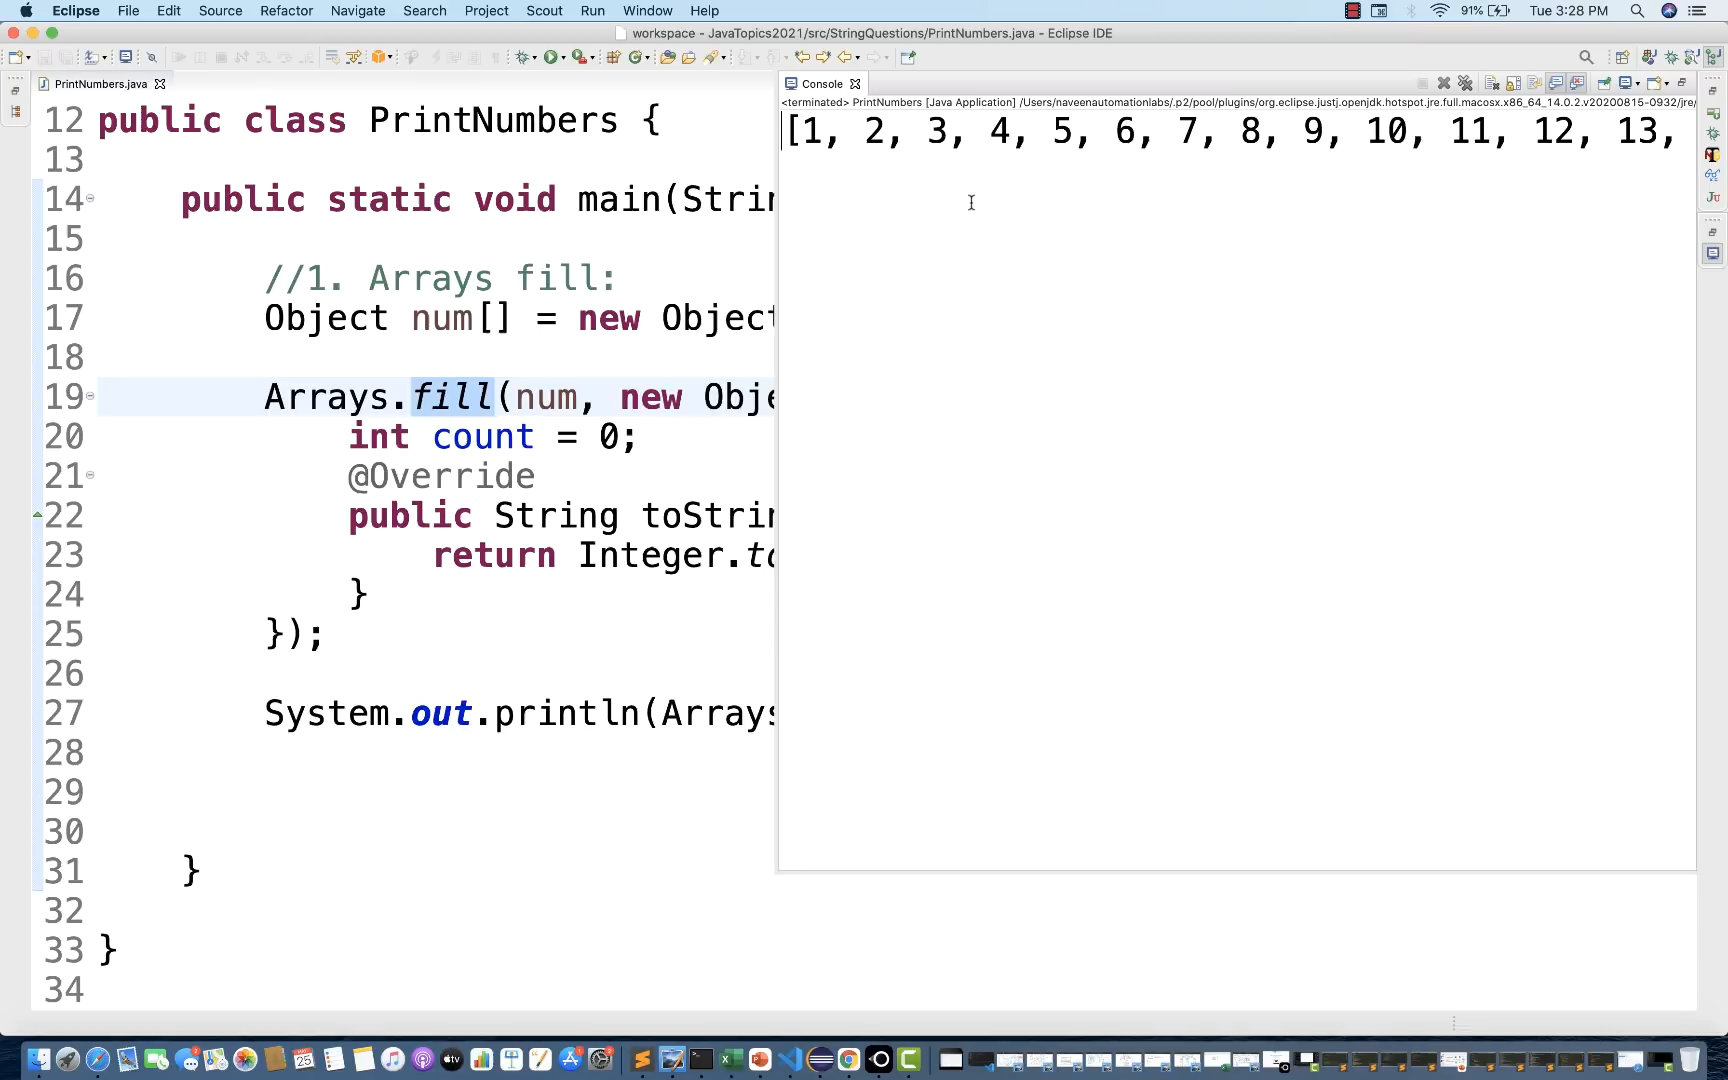 Eclipse File Edit Source Refactor Navigate Search Project Scout Run Window Help 91% Tue 3:28 PM
workspace - JavaTopics2021/src/StringQuestions/PrintNumbers.java - Eclipse IDE
PrintNumbers.java
12 public class PrintNumbers {
13
14 public static void main(Strin
15
16 //1. Arrays fill:
17 Object num[] = new Object
18
19 Arrays.fill(num, new Obje
20 int count = 0;
21 @Override
22 public String toStrin
23 return Integer.to
24 }
25 });
26
27 System.out.println(Arrays
28
29
30
31 }
32
33 }
34
Console
<terminated> PrintNumbers [Java Application] /Users/naveenautomationlabs/.p2/pool/plugins/org.eclipse.justj.openjdk.hotspot.jre.full.macosx.x86_64_14.0.2.v20200815-0932/jre/
[1, 2, 3, 4, 5, 6, 7, 8, 9, 10, 11, 12, 13,